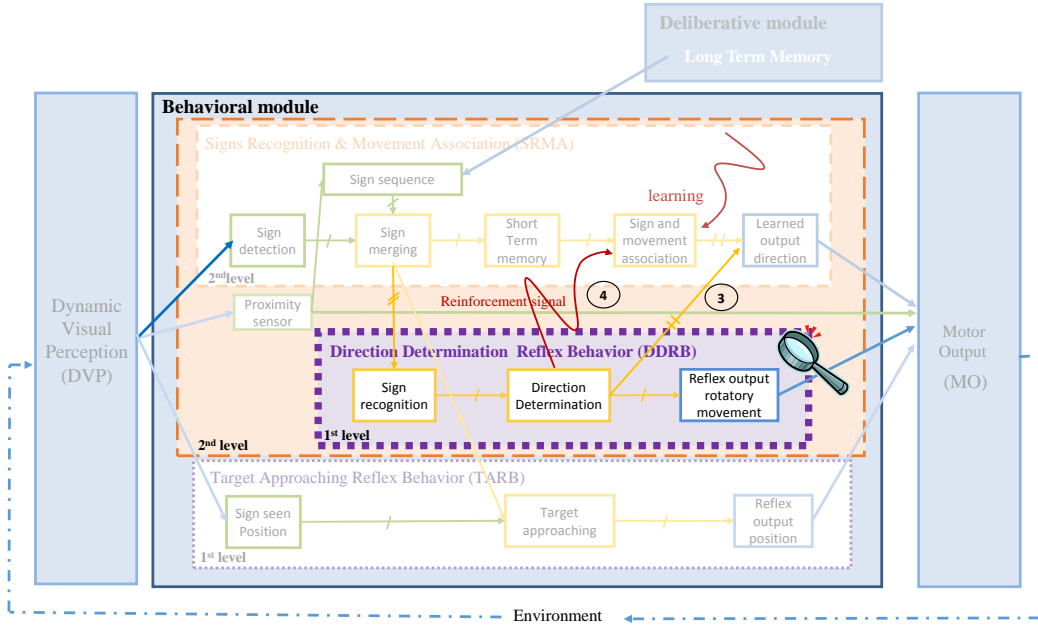 Deliberative module
Long Term Memory
Behavioral module
Signs Recognition & Movement Association (SRMA)
Sign sequence
learning
Sign
detection
Sign
merging
Short
Term
memory
Sign and
movement
association
Learned
output
direction
2nd level
Proximity
sensor
Reinforcement signal
4
3
Dynamic
Visual
Perception
(DVP)
Motor
Output
(MO)
Direction Determination Reflex Behavior (DDRB)
Sign
recognition
Direction
Determination
Reflex output
rotatory
movement
1st level
2nd level
Target Approaching Reflex Behavior (TARB)
Sign seen
Position
Target
approaching
Reflex
output
position
1st level
Environment